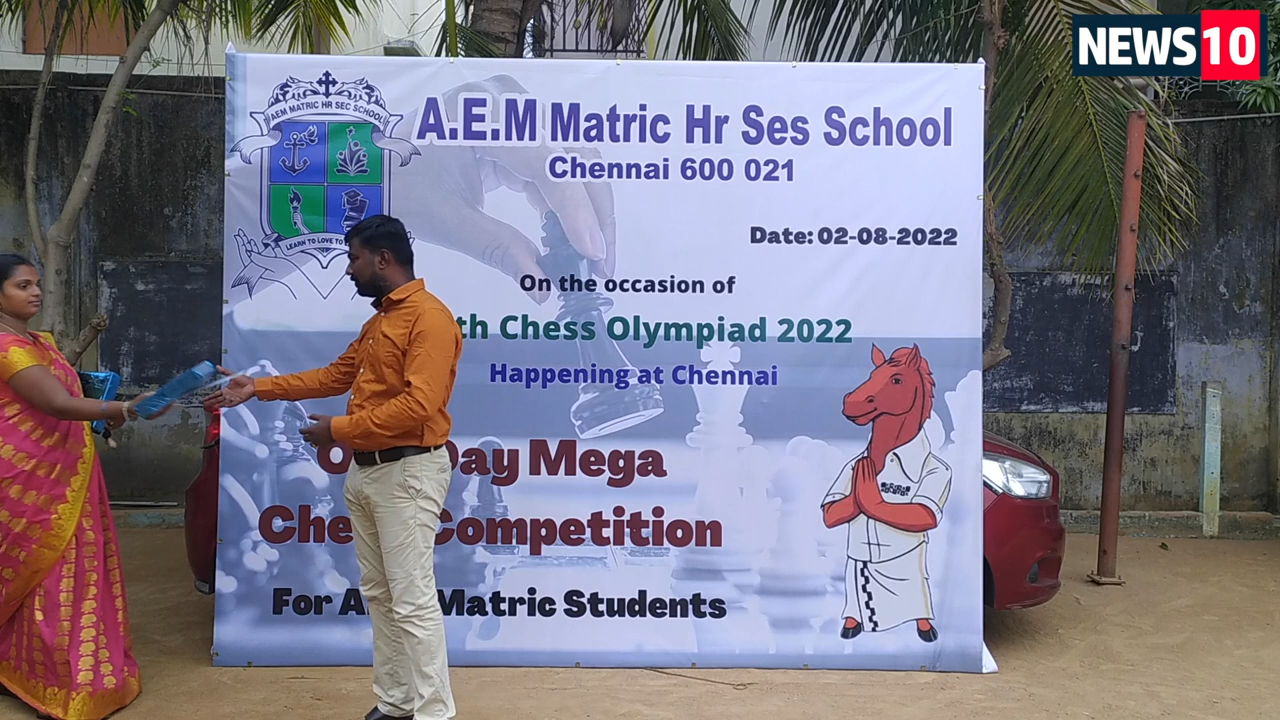 NEWS10
AEM MATRIC HR SEC SCHOOL
A.E.M Matric Hr Ses School
Chennai 600 021
LEARN TO LOVE TO
Date: 02-08-2022
On the occasion of
th Chess Olympiad 2022
Happening at Chennai
Day Mega
Competition
For Matric Students